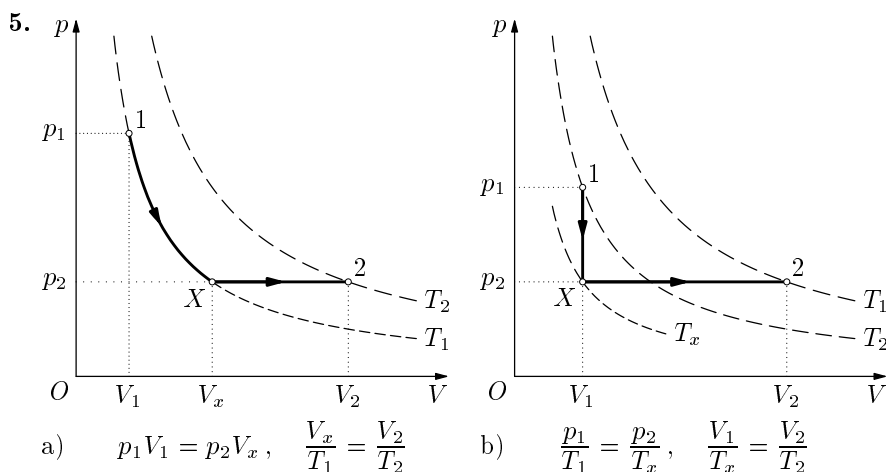 5.
p
p₁
1
p₂
X
2
T₂
T₁
O
V₁
Vₓ
V₂
V
p
p₁
1
p₂
X
2
T₁
T₂
Tₓ
O
V₁
V₂
V
a) p₁V₁ = p₂Vₓ , Vₓ/T₁ = V₂/T₂
b) p₁/T₁ = p₂/Tₓ , V₁/Tₓ = V₂/T₂